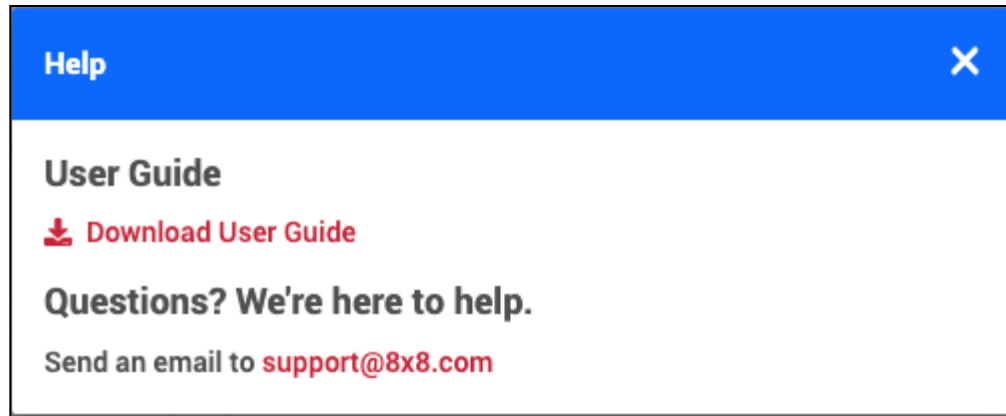 Help
User Guide
Download User Guide
Questions? We're here to help.
Send an email to support@8x8.com